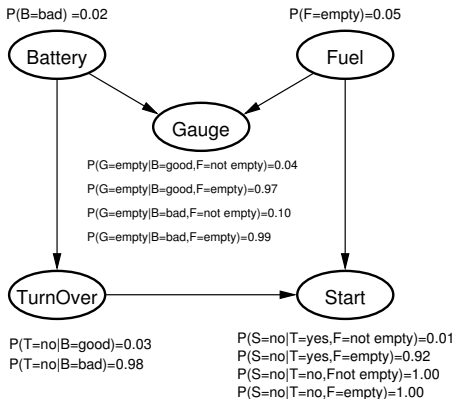 P(B=bad) =0.02
P(F=empty)=0.05
Battery
Fuel
Gauge
P(G=empty|B=good,F=not empty)=0.04
P(G=empty|B=good,F=empty)=0.97
P(G=empty|B=bad,F=not empty)=0.10
P(G=empty|B=bad,F=empty)=0.99
TurnOver
Start
P(T=no|B=good)=0.03
P(T=no|B=bad)=0.98
P(S=no|T=yes,F=not empty)=0.01
P(S=no|T=yes,F=empty)=0.92
P(S=no|T=no,Fnot empty)=1.00
P(S=no|T=no,F=empty)=1.00